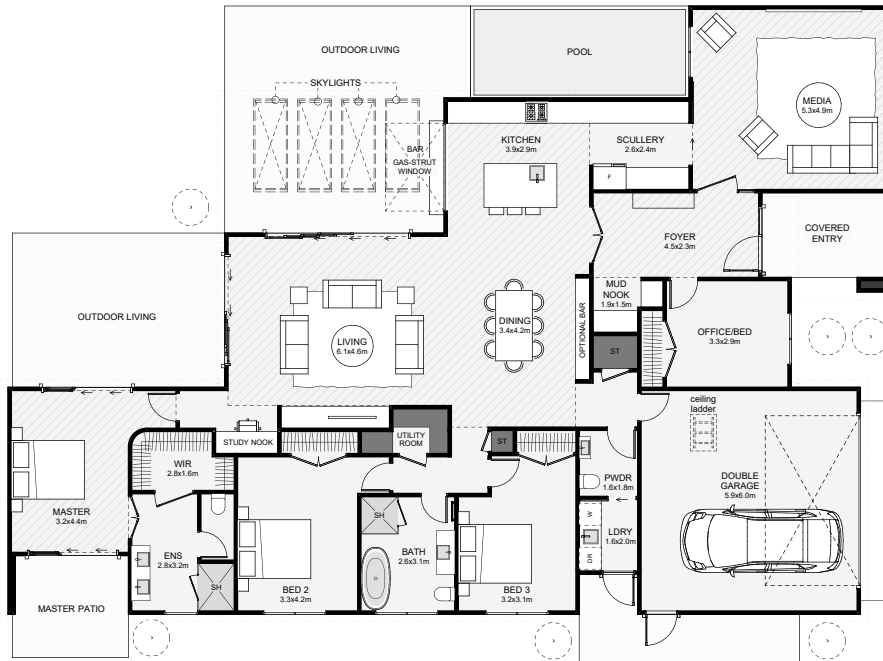 OUTDOOR LIVING
POOL
SKYLIGHTS
MEDIA
5.3x4.9m
BAR
GAS-STRUT
WINDOW
KITCHEN
3.9x2.9m
SCULLERY
2.6x2.4m
F
FOYER
4.5x2.3m
COVERED
ENTRY
MUD
NOOK
1.9x1.5m
OUTDOOR LIVING
LIVING
6.1x4.6m
DINING
3.4x4.2m
OPTIONAL BAR
OFFICE/BED
3.3x2.9m
ST
ceiling
ladder
STUDY NOOK
UTILITY
ROOM
ST
WIR
2.8x1.6m
PWDR
1.6x1.8m
DOUBLE
GARAGE
5.9x6.0m
MASTER
3.2x4.4m
SH
W
LDRY
1.6x2.0m
DR
ENS
2.8x3.2m
BATH
2.6x3.1m
SH
BED 2
3.3x4.2m
BED 3
3.2x3.1m
MASTER PATIO